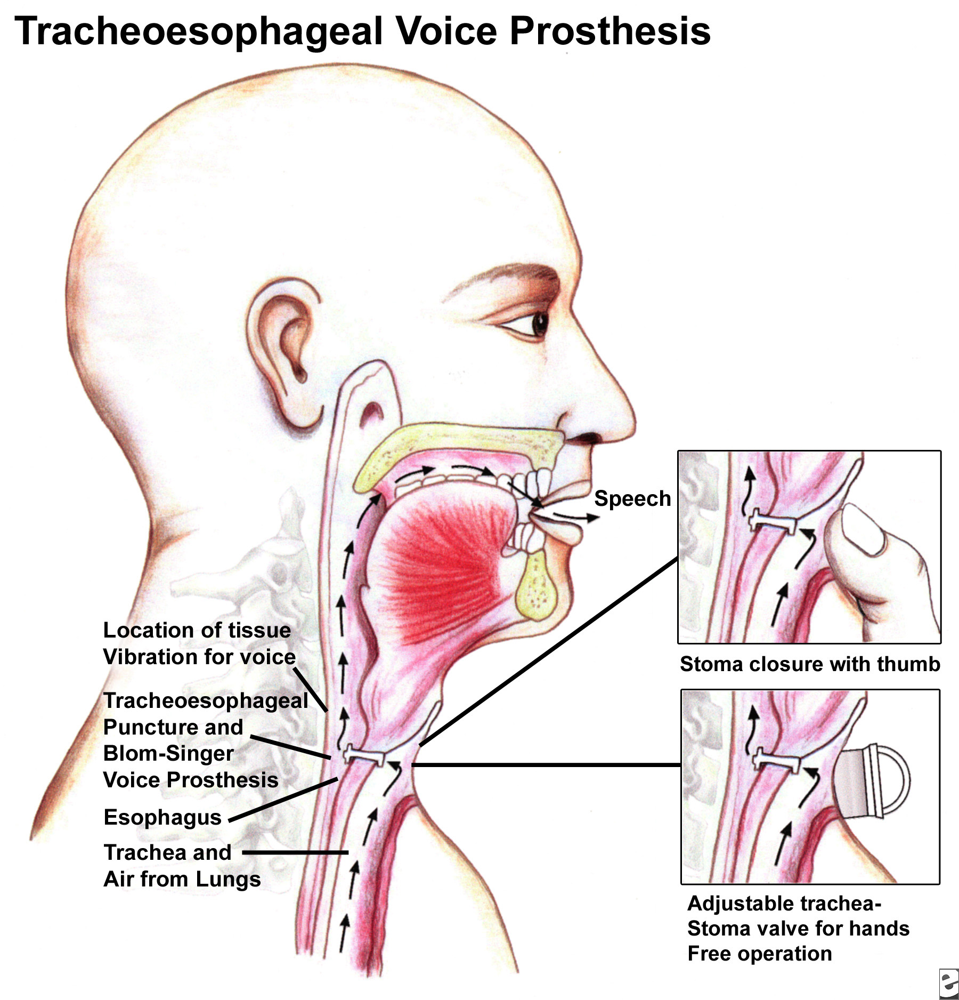 Tracheoesophageal Voice Prosthesis
Speech
Location of tissue
Vibration for voice
Tracheoesophageal
Puncture and
Blom-Singer
Voice Prosthesis
Esophagus
Trachea and
Air from Lungs
Stoma closure with thumb
Adjustable trachea-
Stoma valve for hands
Free operation
e